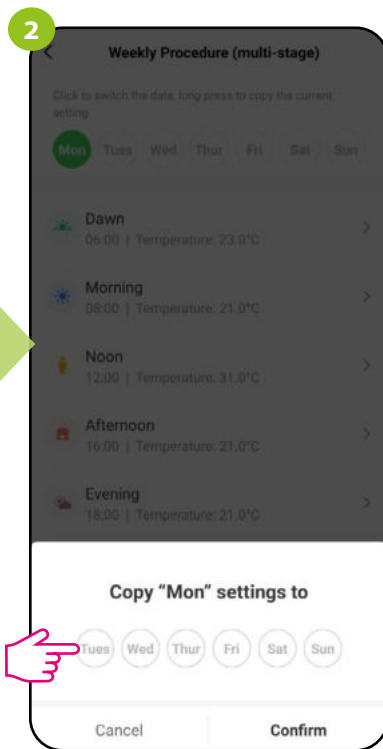 2
Weekly Procedure (multi-stage)
Click to switch the data, long press to copy the current
setting
Mon Tues Wed Thur Fri Sat Sun
Dawn
06:00 | Temperature: 23.0°C
Morning
08:00 | Temperature: 21.0°C
Noon
12:00 | Temperature: 31.0°C
Afternoon
16:00 | Temperature: 21.0°C
Evening
18:00 | Temperature: 21.0°C
Copy “Mon” settings to
Tues Wed Thur Fri Sat Sun
Cancel Confirm